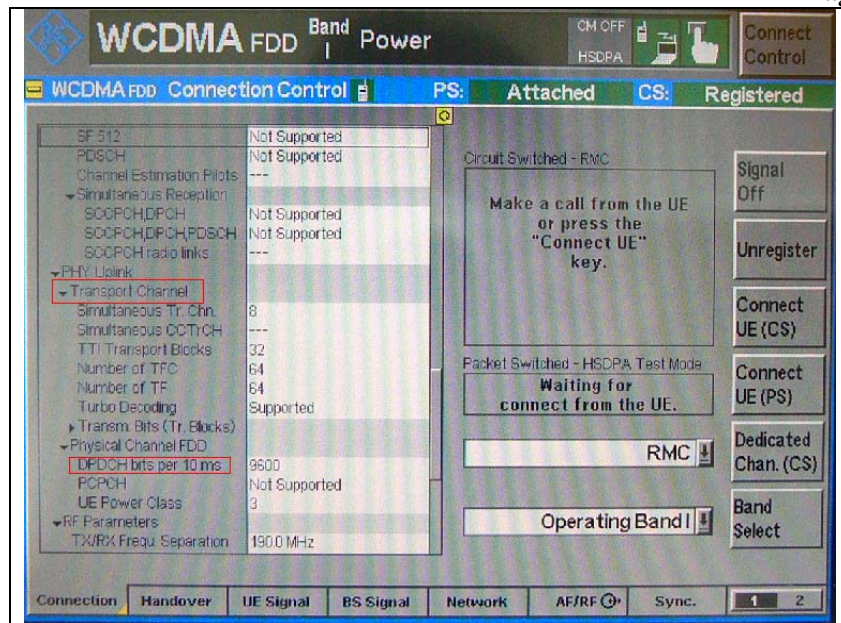 WCDMA FDD Band I Power
CM OFF
HSDPA
Connect Control
WCDMA FDD Connection Control PS: Attached CS: Registered
SF 512 Not Supported
PDSCH Not Supported
Channel Estimation Pilots ---
Simultaneous Reception
SCCPCH,DPCH Not Supported
SCCPCH,DPCH,PDSCH Not Supported
SCCPCH radio links ---
PHY Uplink
Transport Channel
Simultaneous Tr. Chn. 8
Simultaneous CCTrCH ---
TTI Transport Blocks 32
Number of TFC 64
Number of TF 64
Turbo Decoding Supported
Transm. Bits (Tr. Blocks)
Physical Channel FDD
DPDCH bits per 10 ms 9600
PCPCH Not Supported
UE Power Class 3
RF Parameters
TX/RX Frequ. Separation 190.0 MHz
Circuit Switched - RMC
Make a call from the UE
or press the
"Connect UE"
key.
Packet Switched - HSDPA Test Mode
Waiting for
connect from the UE.
RMC
Operating Band I
Signal
Off
Unregister
Connect
UE (CS)
Connect
UE (PS)
Dedicated
Chan. (CS)
Band
Select
Connection Handover UE Signal BS Signal Network AF/RF Sync. 1 2